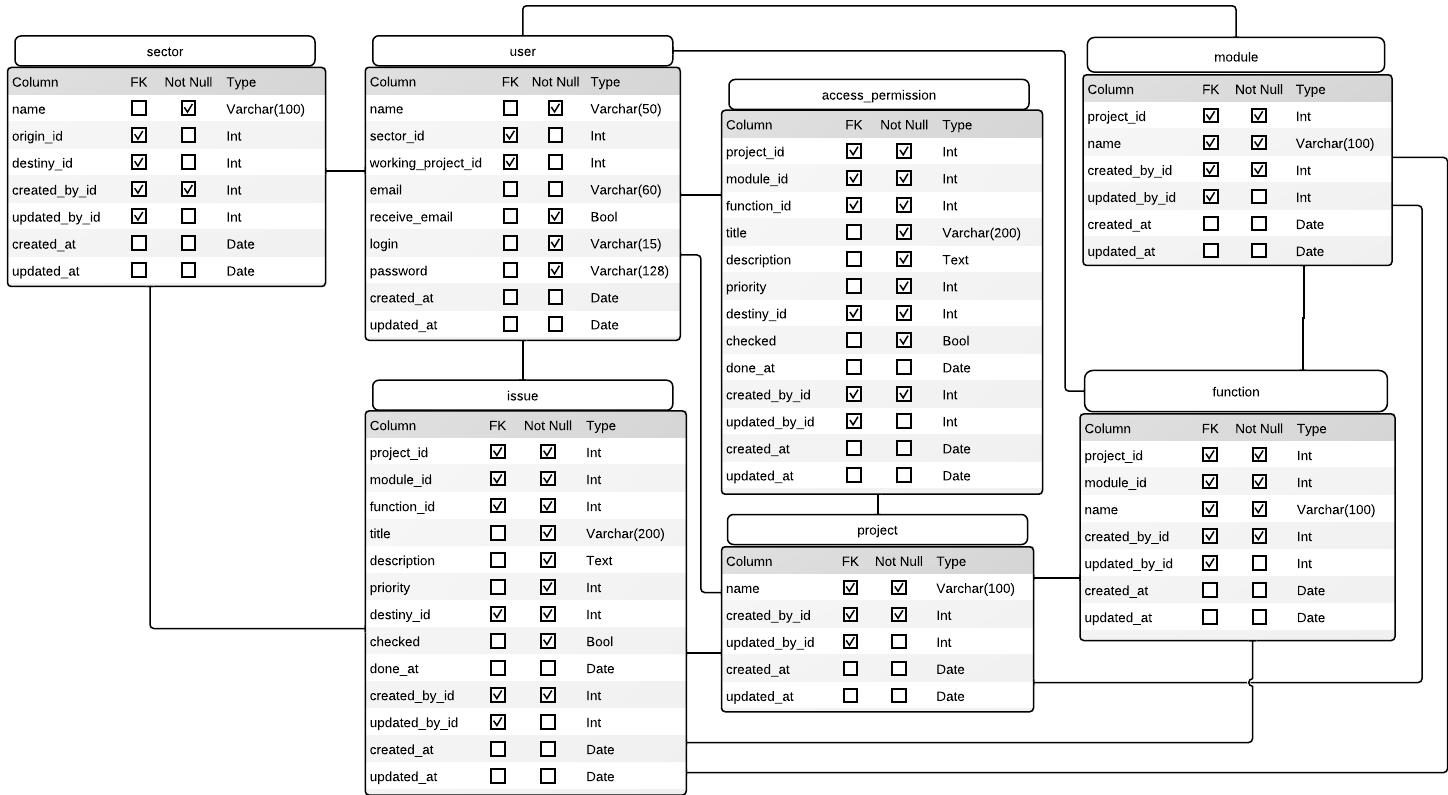 sector
Column FK Not Null Type
name Varchar(100)
origin_id Int
destiny_id Int
created_by_id Int
updated_by_id Int
created_at Date
updated_at Date
user
Column FK Not Null Type
name Varchar(50)
sector_id Int
working_project_id Int
email Varchar(60)
receive_email Bool
login Varchar(15)
password Varchar(128)
created_at Date
updated_at Date
access_permission
Column FK Not Null Type
project_id Int
module_id Int
function_id Int
title Varchar(200)
description Text
priority Int
destiny_id Int
checked Bool
done_at Date
created_by_id Int
updated_by_id Int
created_at Date
updated_at Date
module
Column FK Not Null Type
project_id Int
name Varchar(100)
created_by_id Int
updated_by_id Int
created_at Date
updated_at Date
issue
Column FK Not Null Type
project_id Int
module_id Int
function_id Int
title Varchar(200)
description Text
priority Int
destiny_id Int
checked Bool
done_at Date
created_by_id Int
updated_by_id Int
created_at Date
updated_at Date
project
Column FK Not Null Type
name Varchar(100)
created_by_id Int
updated_by_id Int
created_at Date
updated_at Date
function
Column FK Not Null Type
project_id Int
module_id Int
name Varchar(100)
created_by_id Int
updated_by_id Int
created_at Date
updated_at Date